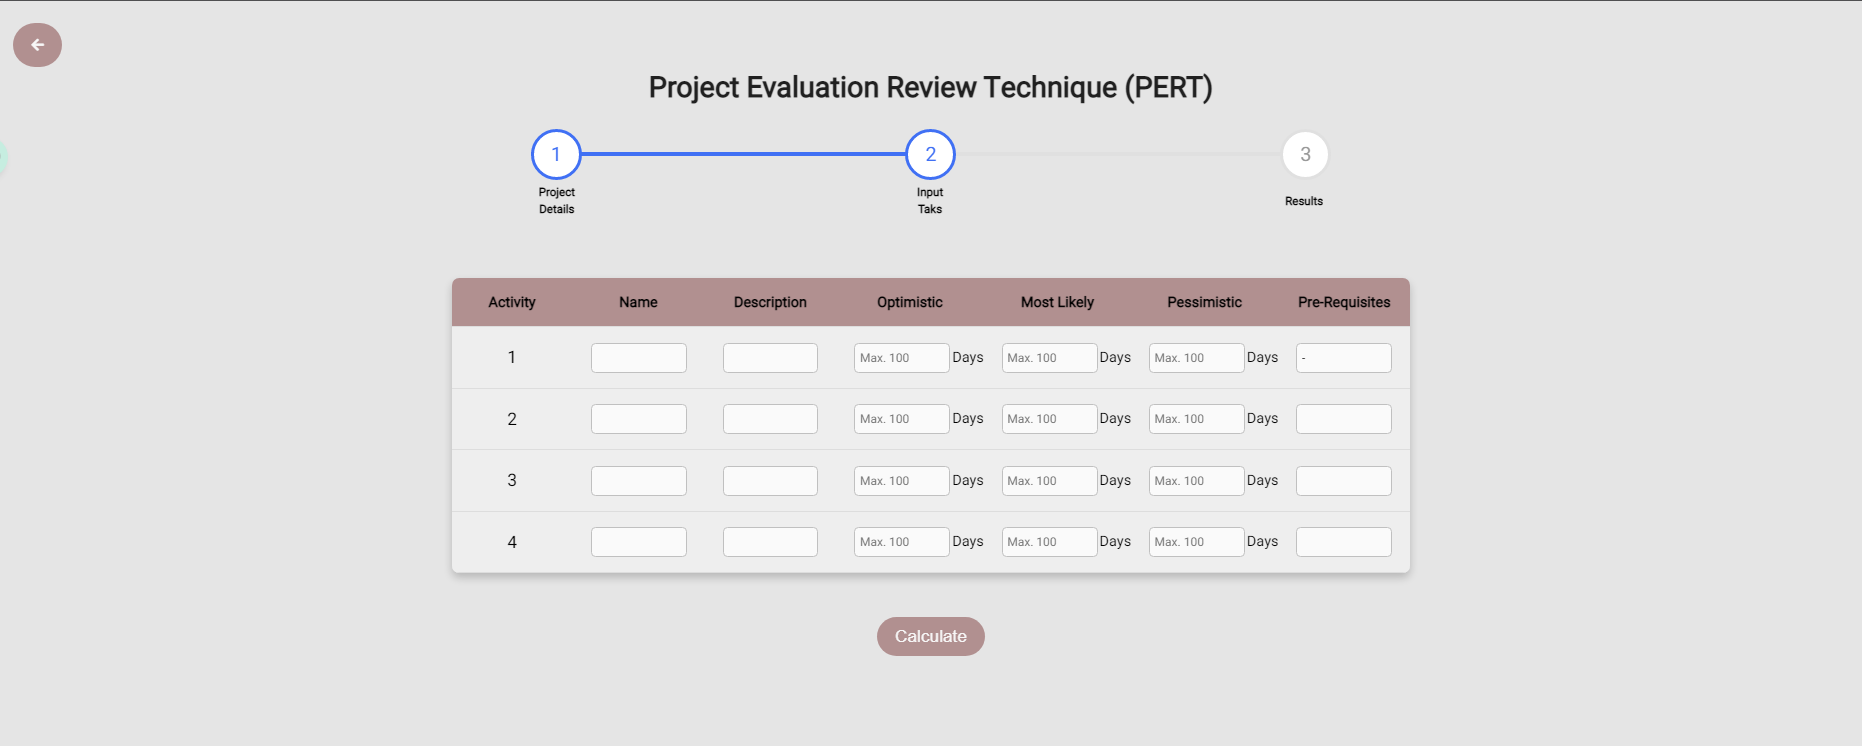 Project Evaluation Review Technique (PERT)
1
2
3
Project
Details
Input
Taks
Results
Activity Name Description Optimistic Most Likely Pessimistic Pre-Requisites
1 Max. 100 Days Max. 100 Days Max. 100 Days -
2 Max. 100 Days Max. 100 Days Max. 100 Days
3 Max. 100 Days Max. 100 Days Max. 100 Days
4 Max. 100 Days Max. 100 Days Max. 100 Days
Calculate